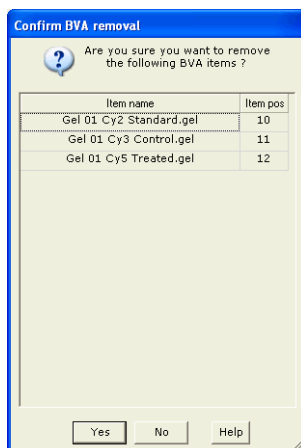 Confirm BVA removal
Are you sure you want to remove
the following BVA items ?
Item name Item pos
Gel 01 Cy2 Standard.gel 10
Gel 01 Cy3 Control.gel 11
Gel 01 Cy5 Treated.gel 12
Yes No Help